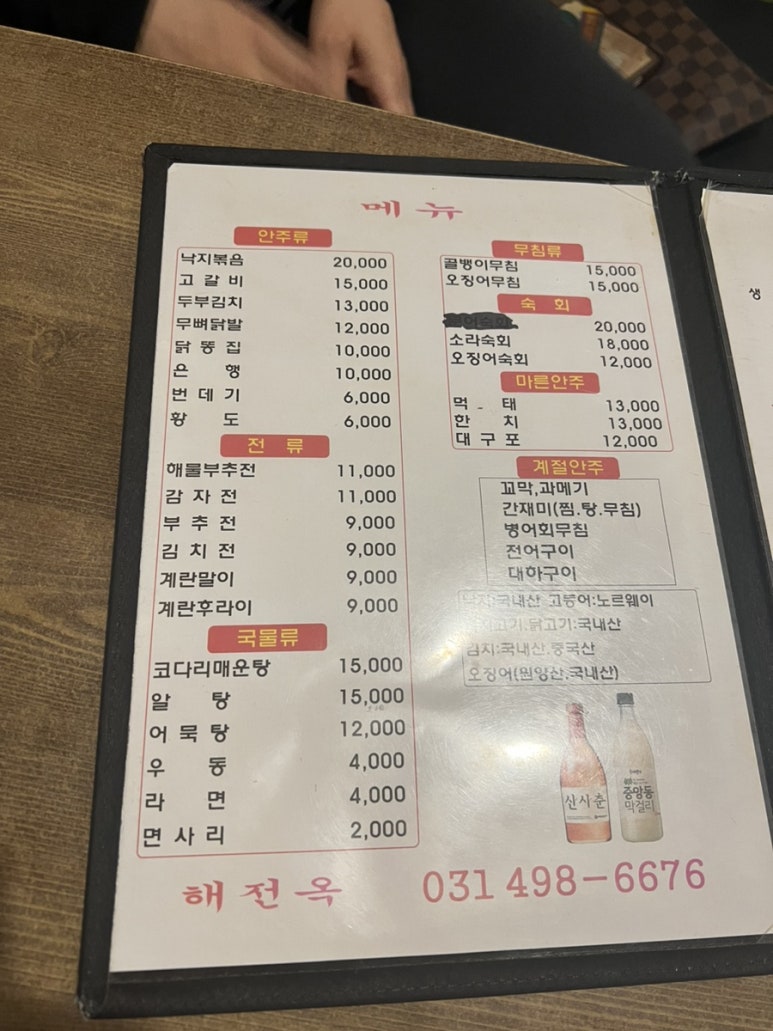 메뉴
안주류
낙지볶음 20,000
고갈비 15,000
두부김치 13,000
무뼈닭발 12,000
닭똥집 10,000
은행 10,000
번데기 6,000
황도 6,000
전류
해물부추전 11,000
감자전 11,000
부추전 9,000
김치전 9,000
계란말이 9,000
계란후라이 9,000
국물류
코다리매운탕 15,000
알탕 15,000
어묵탕 12,000
우동 4,000
라면 4,000
면사리 2,000
무침류
골뱅이무침 15,000
오징어무침 15,000
숙회
20,000
소라숙회 18,000
오징어숙회 12,000
마른안주
먹-태 13,000
한치 13,000
대구포 12,000
계절안주
꼬막,과메기
간재미(찜.탕.무침)
병어회무침
전어구이
대하구이
낙지:국내산 고등어:노르웨이
닭고기:국내산
김치:국내산.중국산
오징어(원양산.국내산)
산사춘
중앙동
막걸리
해전옥 031 498-6676
생